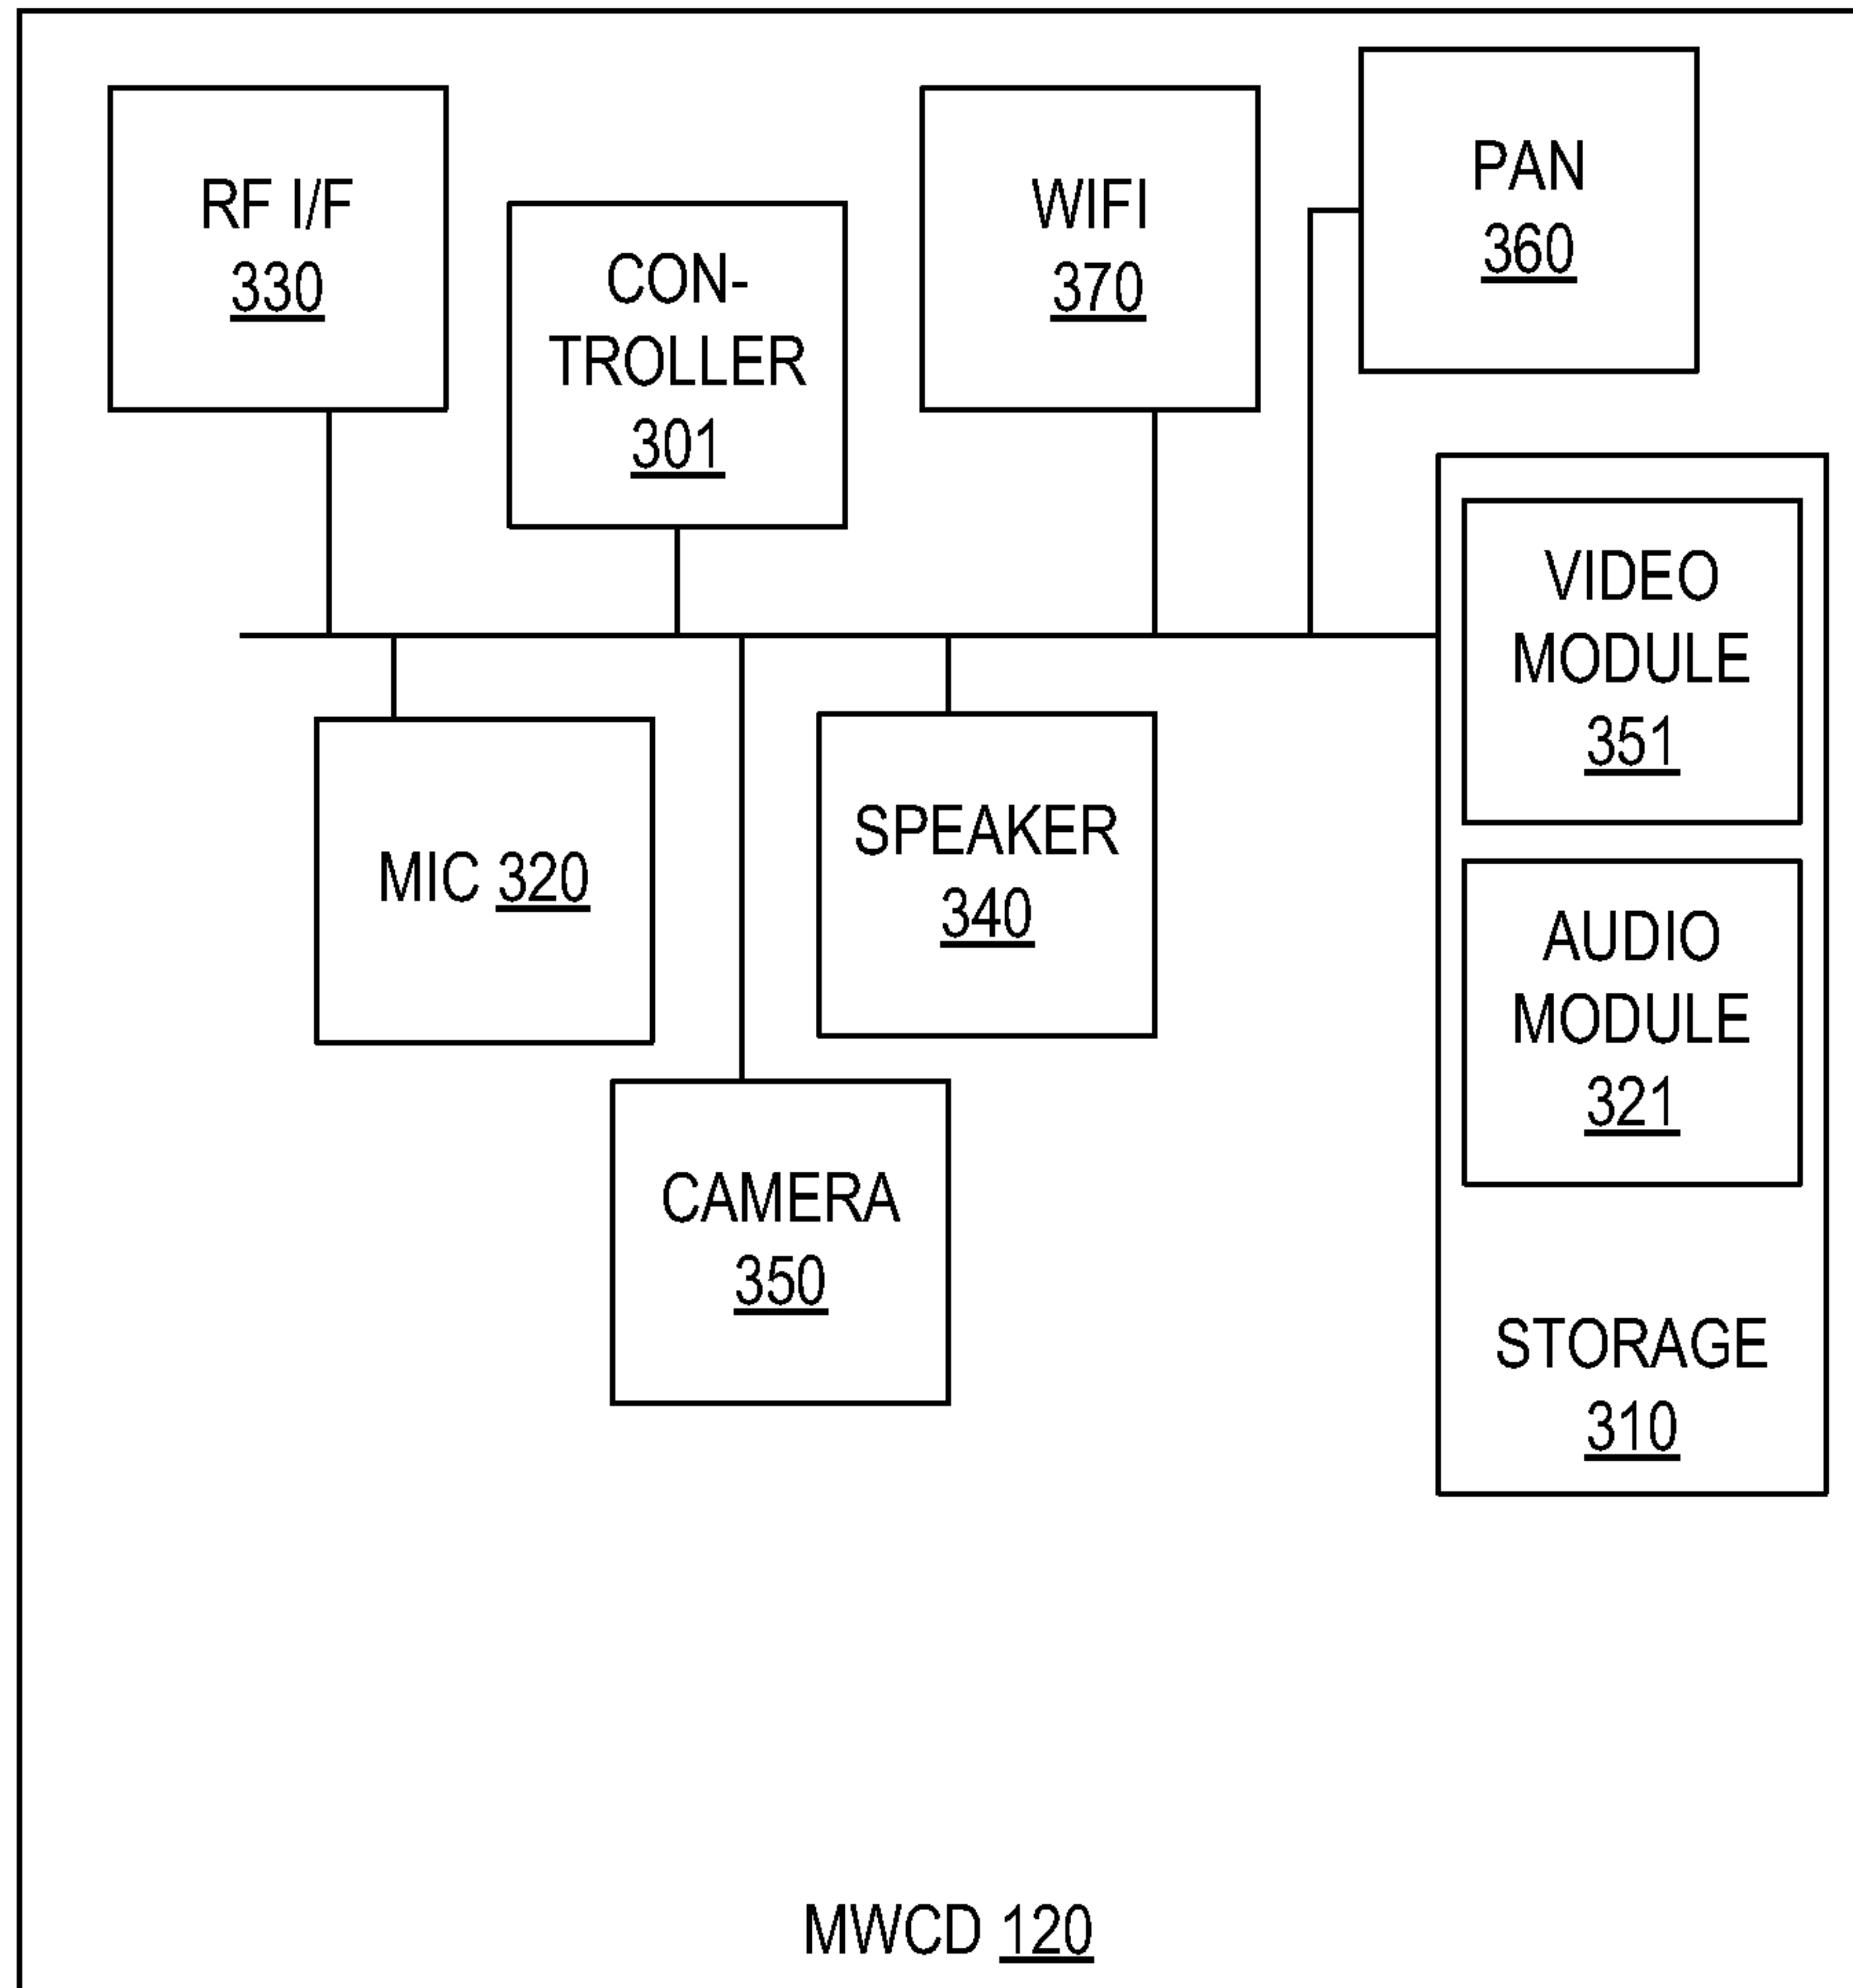 RF I/F
330
CON-
TROLLER
301
WIFI
370
PAN
360
VIDEO
MODULE
351
AUDIO
MODULE
321
STORAGE
310
MIC 320
SPEAKER
340
CAMERA
350
MWCD 120